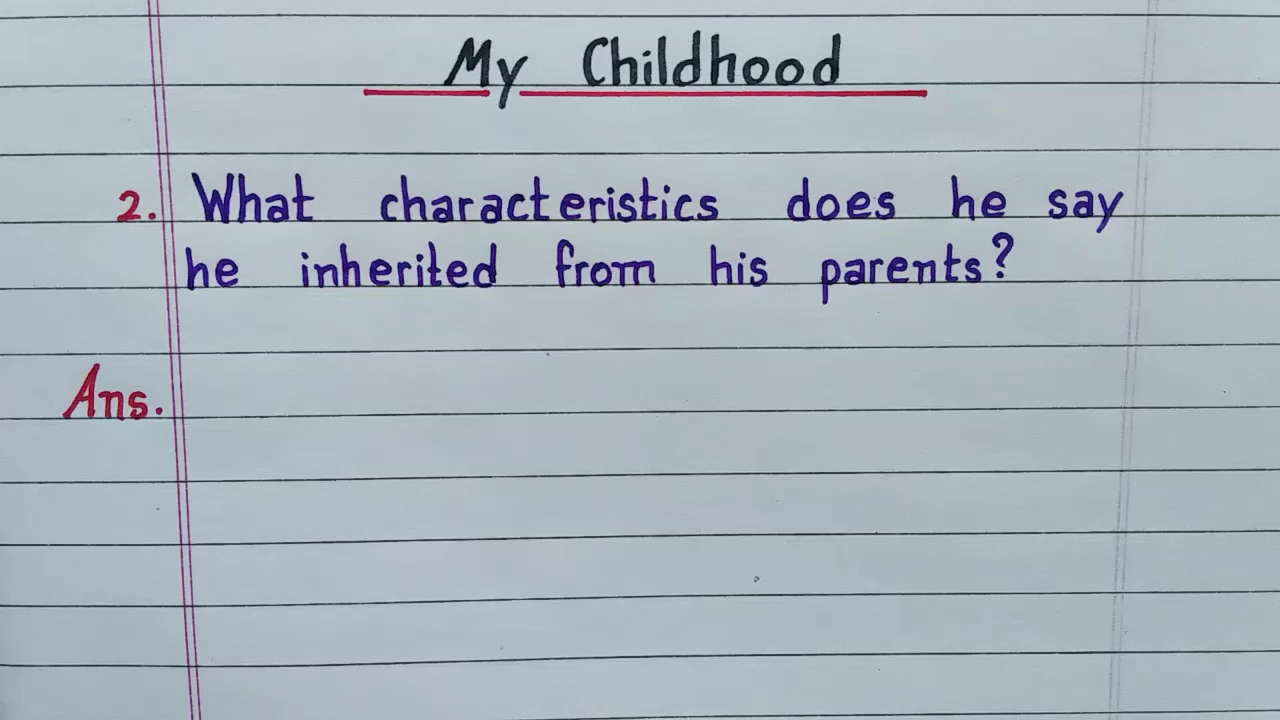 My Childhood
2. What characteristics does he say
he inherited from his parents?
Ans.